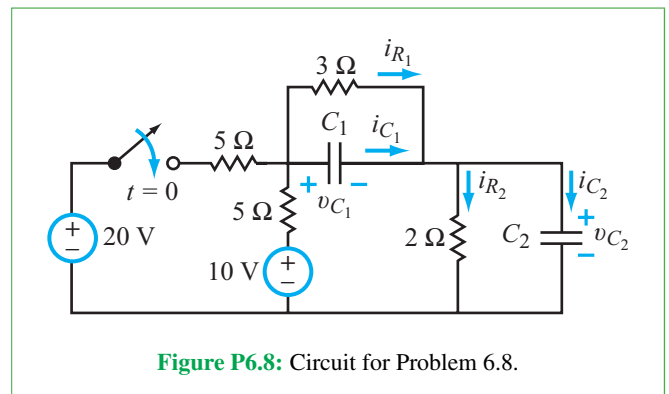 i_{R_1}
3 Ω
C_1 i_{C_1}
5 Ω
+ v_{C_1} −
t = 0
i_{R_2} i_{C_2}
5 Ω
+ − 20 V
2 Ω C_2 + v_{C_2} −
10 V + −
Figure P6.8: Circuit for Problem 6.8.